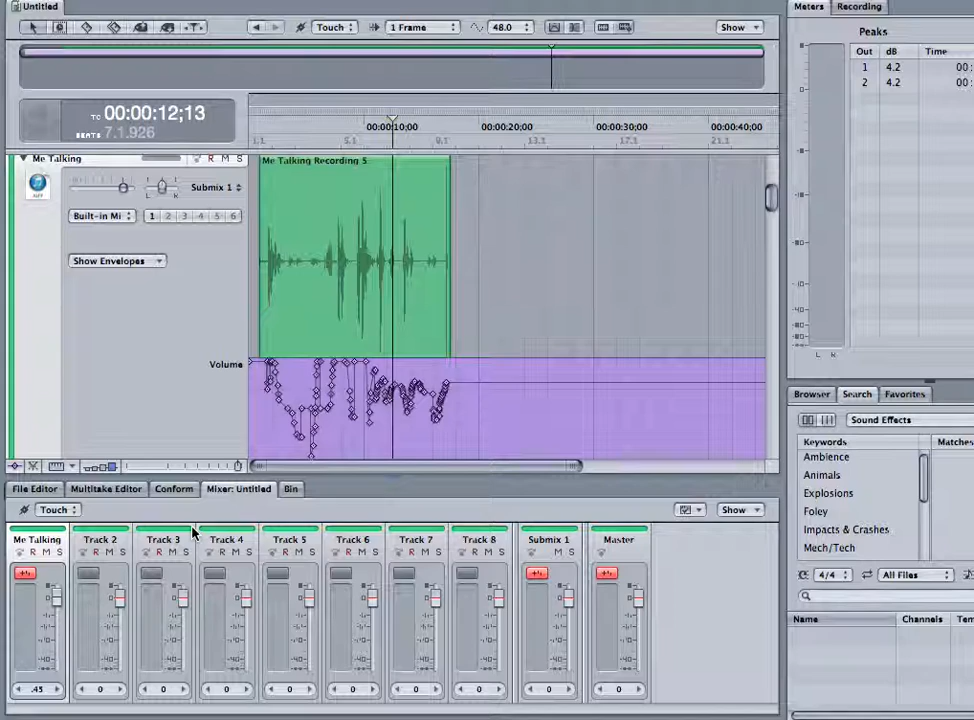 Untitled
Touch
1 Frame
48.0
Show
TC 00:00:12;13
BEATS 7.1.926
00:00:10;00
00:00:20;00
00:00:30;00
00:00:40;00
1.1
5.1
9.1
13.1
17.1
21.1
Me Talking
R M S
L R
Submix 1
Built-in Mi
1 2 3 4 5 6
Show Envelopes
Me Talking Recording 5
Volume
Meters
Recording
Peaks
Out dB Time
1 4.2 00:
2 4.2 00:
L R
Browser
Search
Favorites
Sound Effects
Keywords
Matches
Ambience
Animals
Explosions
Foley
Impacts & Crashes
Mech/Tech
4/4
All Files
Name
Channels
File Editor
Multitake Editor
Conform
Mixer: Untitled
Bin
Touch
Show
Me Talking
Track 2
Track 3
Track 4
Track 5
Track 6
Track 7
Track 8
Submix 1
Master
R M S
R M S
R M S
R M S
R M S
R M S
R M S
R M S
M S
M S
.45
0
0
0
0
0
0
0
0
0